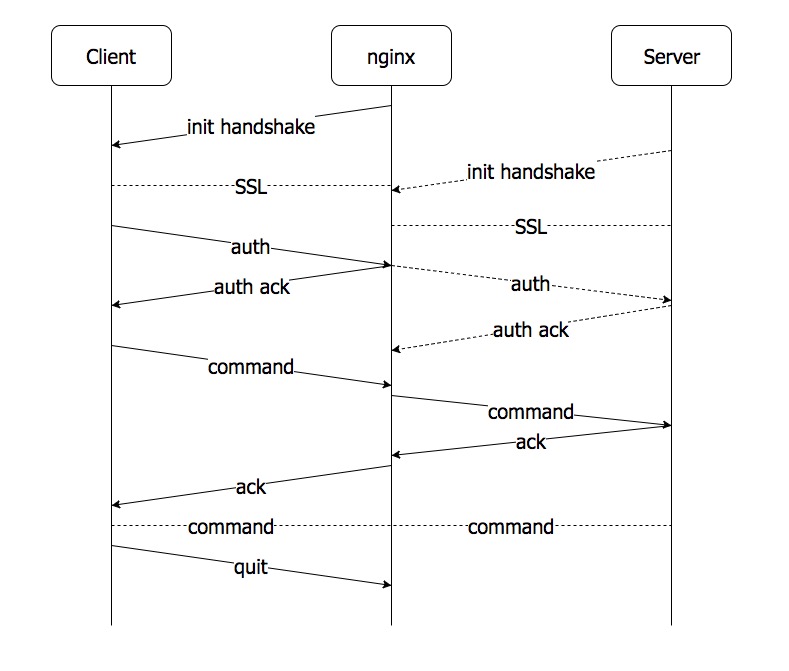 Client
nginx
Server
init handshake
init handshake
SSL
SSL
auth
auth
auth ack
auth ack
command
command
ack
ack
command
command
quit